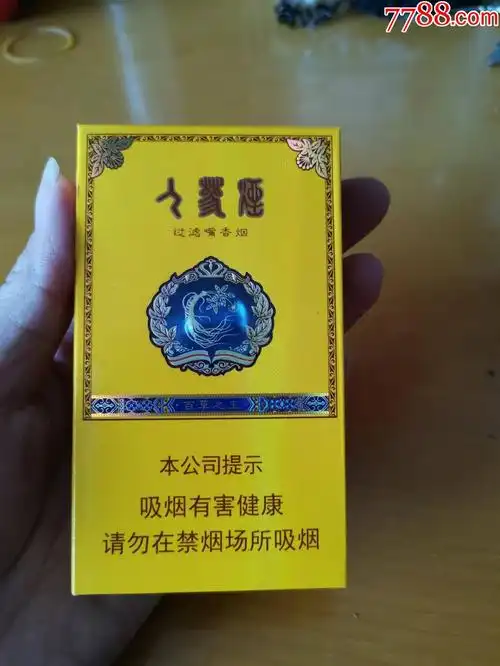 7788.com
人参煙
过滤嘴香烟
百草之王
本公司提示
吸烟有害健康
请勿在禁烟场所吸烟